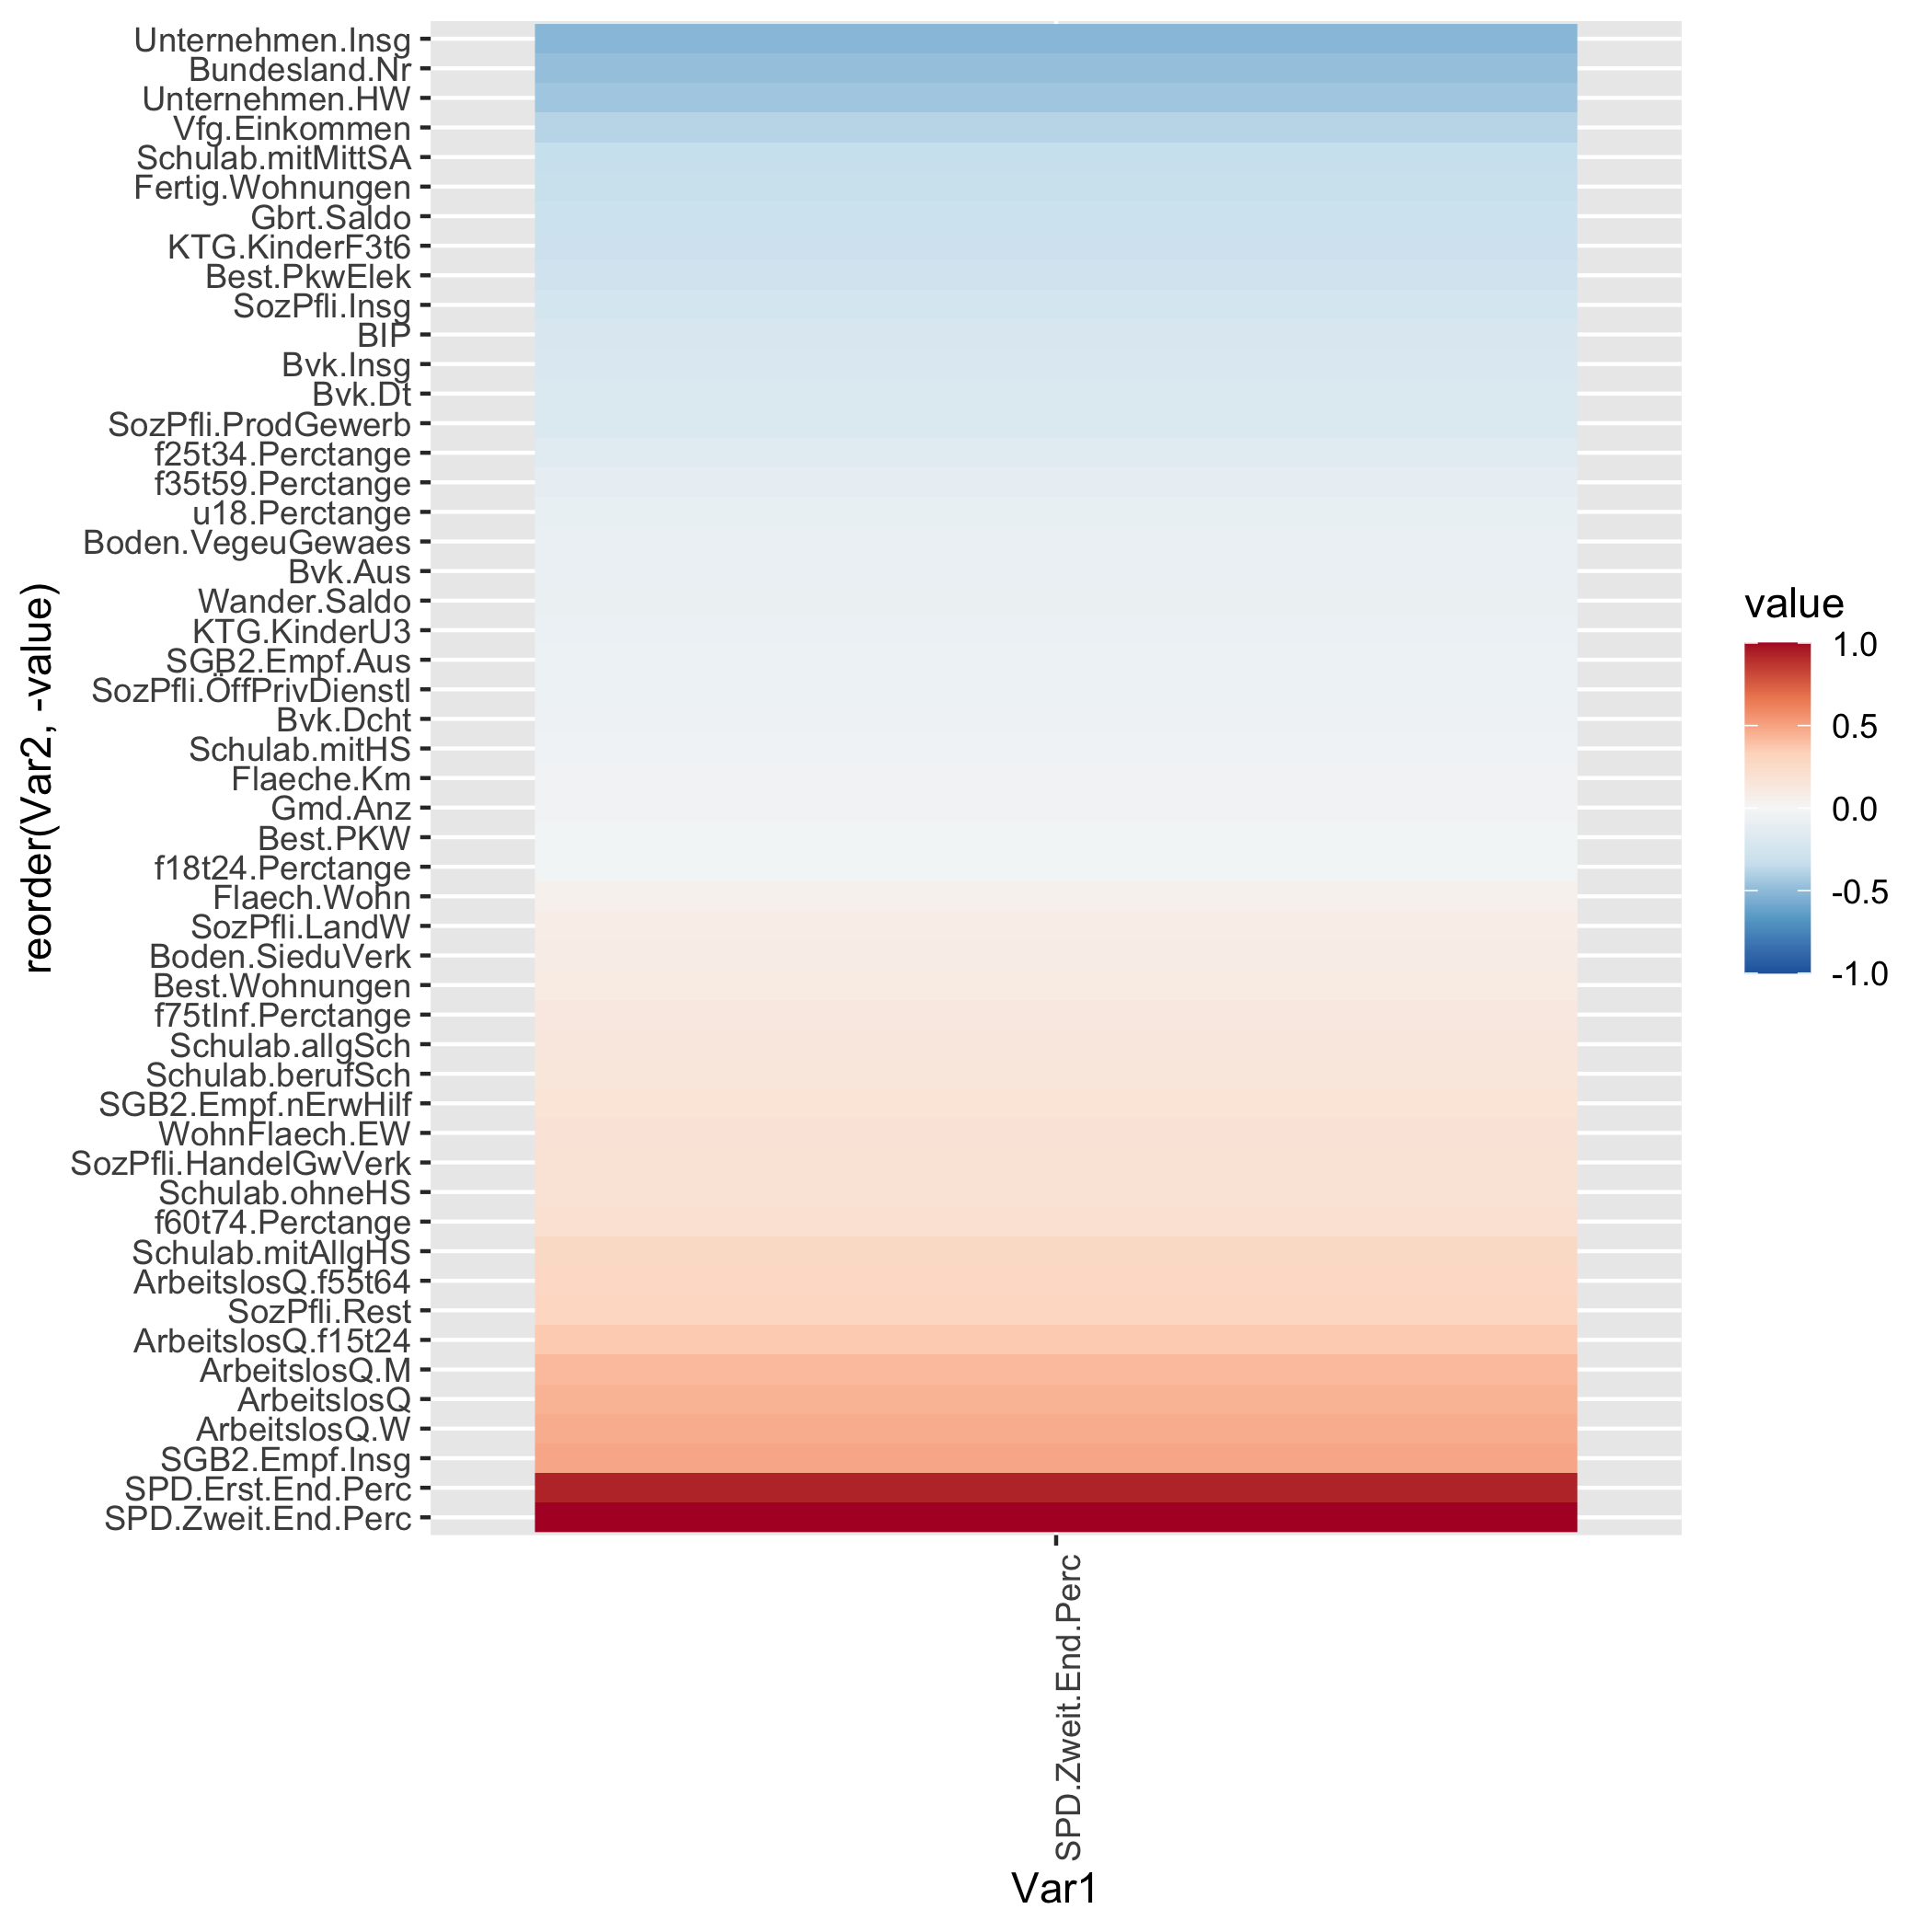 reorder(Var2, -value)
Unternehmen.Insg
Bundesland.Nr
Unternehmen.HW
Vfg.Einkommen
Schulab.mitMittSA
Fertig.Wohnungen
Gbrt.Saldo
KTG.KinderF3t6
Best.PkwElek
SozPfli.Insg
BIP
Bvk.Insg
Bvk.Dt
SozPfli.ProdGewerb
f25t34.Perctange
f35t59.Perctange
u18.Perctange
Boden.VegeuGewaes
Bvk.Aus
Wander.Saldo
KTG.KinderU3
SGB2.Empf.Aus
SozPfli.ÖffPrivDienstl
Bvk.Dcht
Schulab.mitHS
Flaeche.Km
Gmd.Anz
Best.PKW
f18t24.Perctange
Flaech.Wohn
SozPfli.LandW
Boden.SieduVerk
Best.Wohnungen
f75tInf.Perctange
Schulab.allgSch
Schulab.berufSch
SGB2.Empf.nErwHilf
WohnFlaech.EW
SozPfli.HandelGwVerk
Schulab.ohneHS
f60t74.Perctange
Schulab.mitAllgHS
ArbeitslosQ.f55t64
SozPfli.Rest
ArbeitslosQ.f15t24
ArbeitslosQ.M
ArbeitslosQ
ArbeitslosQ.W
SGB2.Empf.Insg
SPD.Erst.End.Perc
SPD.Zweit.End.Perc
SPD.Zweit.End.Perc
Var1
value
1.0
0.5
0.0
-0.5
-1.0